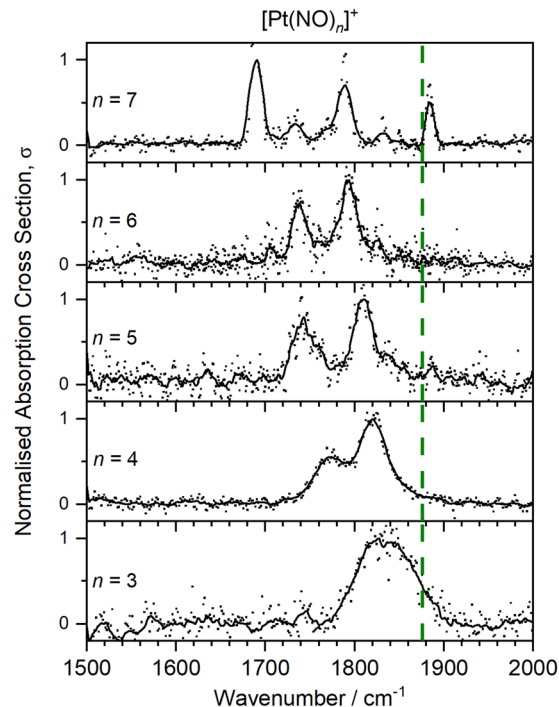 [Pt(NO)ₙ]⁺
Normalised Absorption Cross Section, σ
1
n = 7
0
1
n = 6
0
1
n = 5
0
1
n = 4
0
1
n = 3
0
1500 1600 1700 1800 1900 2000
Wavenumber / cm⁻¹